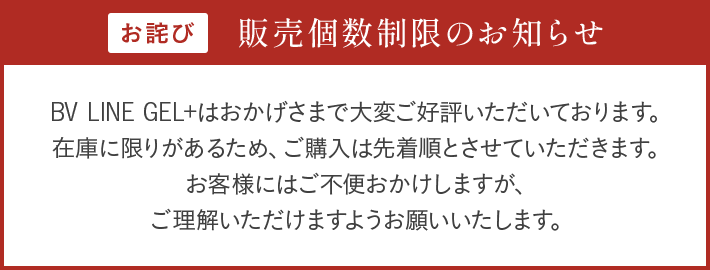 お詫び 販売個数制限のお知らせ
BV LINE GEL+はおかげさまで大変ご好評いただいております。
在庫に限りがあるため、ご購入は先着順とさせていただきます。
お客様にはご不便おかけしますが、
ご理解いただけますようお願いいたします。